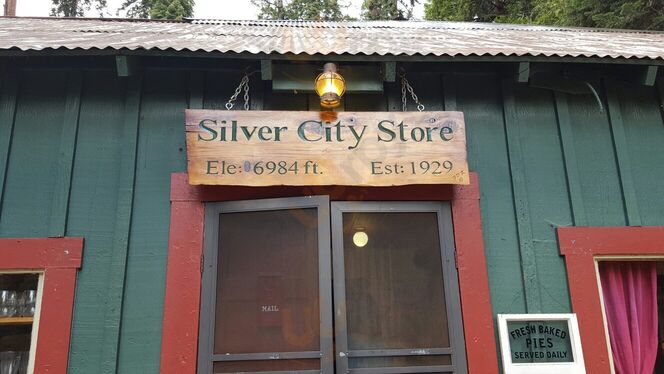 Silver City Store
Ele: 6984 ft. Est: 1929
MAIL
FRESH BAKED
PIES
SERVED DAILY